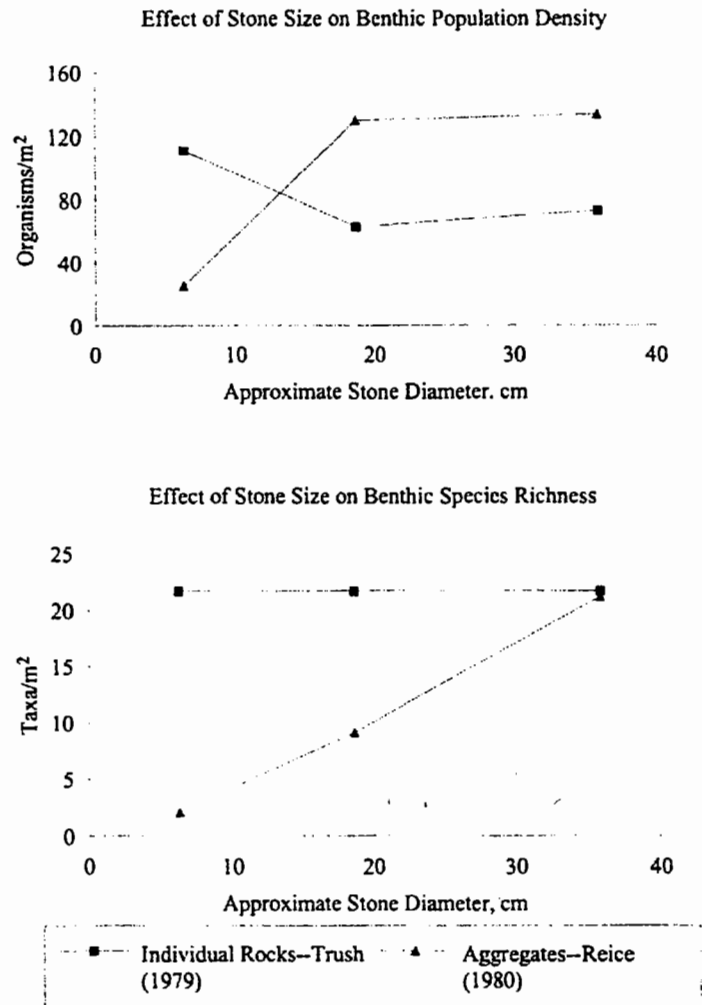 Effect of Stone Size on Benthic Population Density
160
120
80
40
0
Organisms/m²
0 10 20 30 40
Approximate Stone Diameter. cm
Effect of Stone Size on Benthic Species Richness
25
20
15
10
5
0
Taxa/m²
0 10 20 30 40
Approximate Stone Diameter, cm
Individual Rocks--Trush Aggregates--Reice
(1979) (1980)